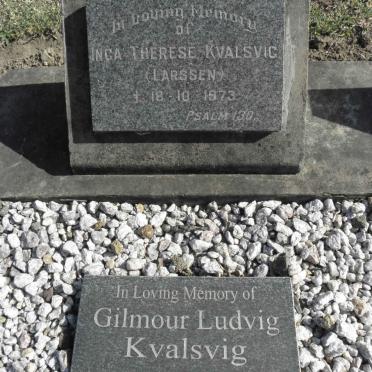 In Loving Memory
of
INGA THERESE KVALSVIG
(LARSSEN)
† 18-10-1973
PSALM 130
In Loving Memory of
Gilmour Ludvig
Kvalsvig